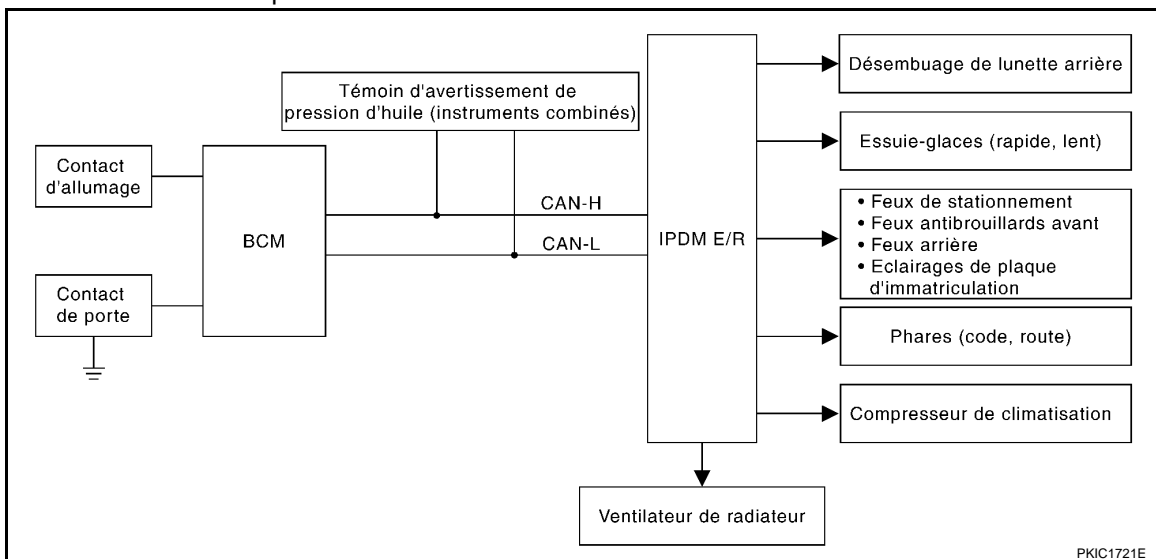 Témoin d'avertissement de
pression d'huile (instruments combinés)
Contact
d'allumage
Contact
de porte
BCM
CAN-H
CAN-L
IPDM E/R
Désembuage de lunette arrière
Essuie-glaces (rapide, lent)
• Feux de stationnement
• Feux antibrouillards avant
• Feux arrière
• Eclairages de plaque
d'immatriculation
Phares (code, route)
Compresseur de climatisation
Ventilateur de radiateur
PKIC1721E